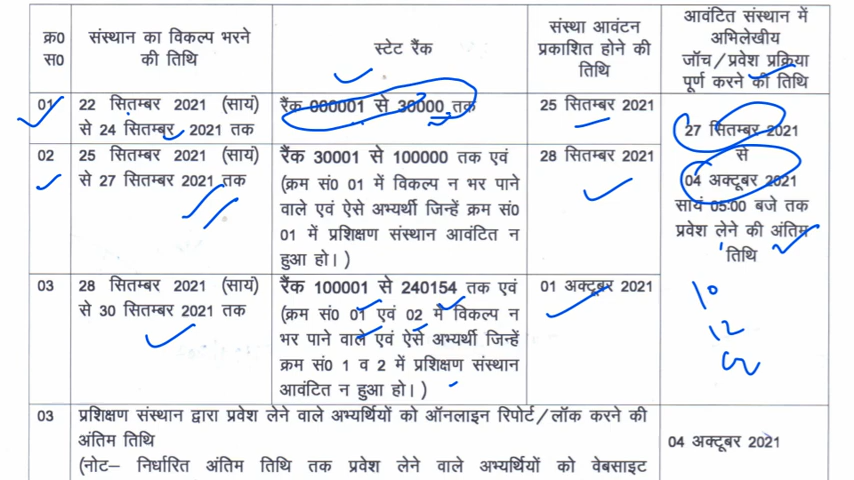 क्र0 सं0
संस्थान का विकल्प भरने की तिथि
स्टेट रैंक
संस्था आवंटन प्रकाशित होने की तिथि
आवंटित संस्थान में अभिलेखीय जॉच/प्रवेश प्रक्रिया पूर्ण करने की तिथि
01
22 सितम्बर 2021 (सायं)
से 24 सितम्बर 2021 तक
रैंक 000001 से 30000 तक
25 सितम्बर 2021
27 सितम्बर 2021
से
04 अक्टूबर 2021
सायं 05:00 बजे तक
प्रवेश लेने की अंतिम
तिथि
02
25 सितम्बर 2021 (सायं)
से 27 सितम्बर 2021 तक
रैंक 30001 से 100000 तक एवं
(क्रम सं0 01 में विकल्प न भर पाने
वाले एवं ऐसे अभ्यर्थी जिन्हें क्रम सं0
01 में प्रशिक्षण संस्थान आवंटित न
हुआ हो।)
28 सितम्बर 2021
03
28 सितम्बर 2021 (सायं)
से 30 सितम्बर 2021 तक
रैंक 100001 से 240154 तक एवं
(क्रम सं0 01 एवं 02 में विकल्प न
भर पाने वाले एवं ऐसे अभ्यर्थी जिन्हें
क्रम सं0 1 व 2 में प्रशिक्षण संस्थान
आवंटित न हुआ हो।)
01 अक्टूबर 2021
10
12
03
प्रशिक्षण संस्थान द्वारा प्रवेश लेने वाले अभ्यर्थियों को ऑनलाइन रिपोर्ट/लॉक करने की
अंतिम तिथि
(नोट– निर्धारित अंतिम तिथि तक प्रवेश लेने वाले अभ्यर्थियों को वेबसाइट
04 अक्टूबर 2021